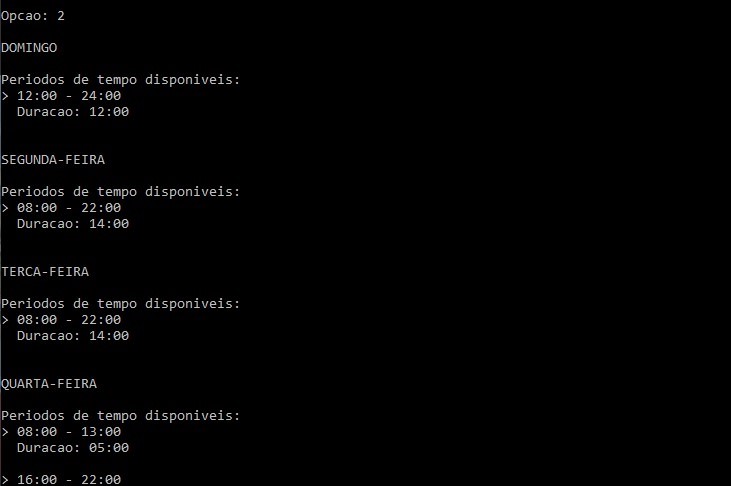 Opcao: 2
DOMINGO
Periodos de tempo disponiveis:
> 12:00 - 24:00
Duracao: 12:00
SEGUNDA-FEIRA
Periodos de tempo disponiveis:
> 08:00 - 22:00
Duracao: 14:00
TERCA-FEIRA
Periodos de tempo disponiveis:
> 08:00 - 22:00
Duracao: 14:00
QUARTA-FEIRA
Periodos de tempo disponiveis:
> 08:00 - 13:00
Duracao: 05:00
> 16:00 - 22:00